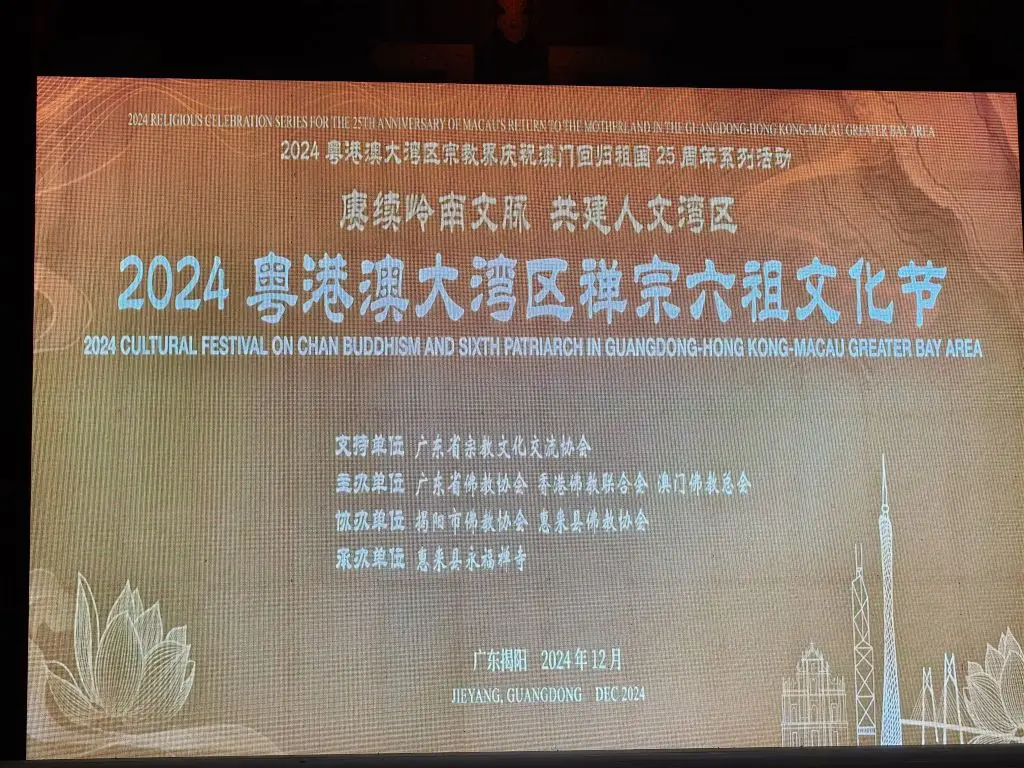 2024 RELIGIOUS CELEBRATION SERIES FOR THE 25TH ANNIVERSARY OF MACAU'S RETURN TO THE MOTHERLAND IN THE GUANGDONG-HONG KONG-MACAU GREATER BAY AREA
2024 粤港澳大湾区宗教界庆祝澳门回归祖国 25 周年系列活动
赓续岭南文脉 共建人文湾区
2024 粤港澳大湾区禅宗六祖文化节
2024 CULTURAL FESTIVAL ON CHAN BUDDHISM AND SIXTH PATRIARCH IN GUANGDONG-HONG KONG-MACAU GREATER BAY AREA
支持单位 广东省宗教文化交流协会
主办单位 广东省佛教协会 香港佛教联合会 澳门佛教总会
协办单位 揭阳市佛教协会 惠来县佛教协会
承办单位 惠来县永福禅寺
广东揭阳 2024 年 12 月
JIEYANG, GUANGDONG DEC 2024